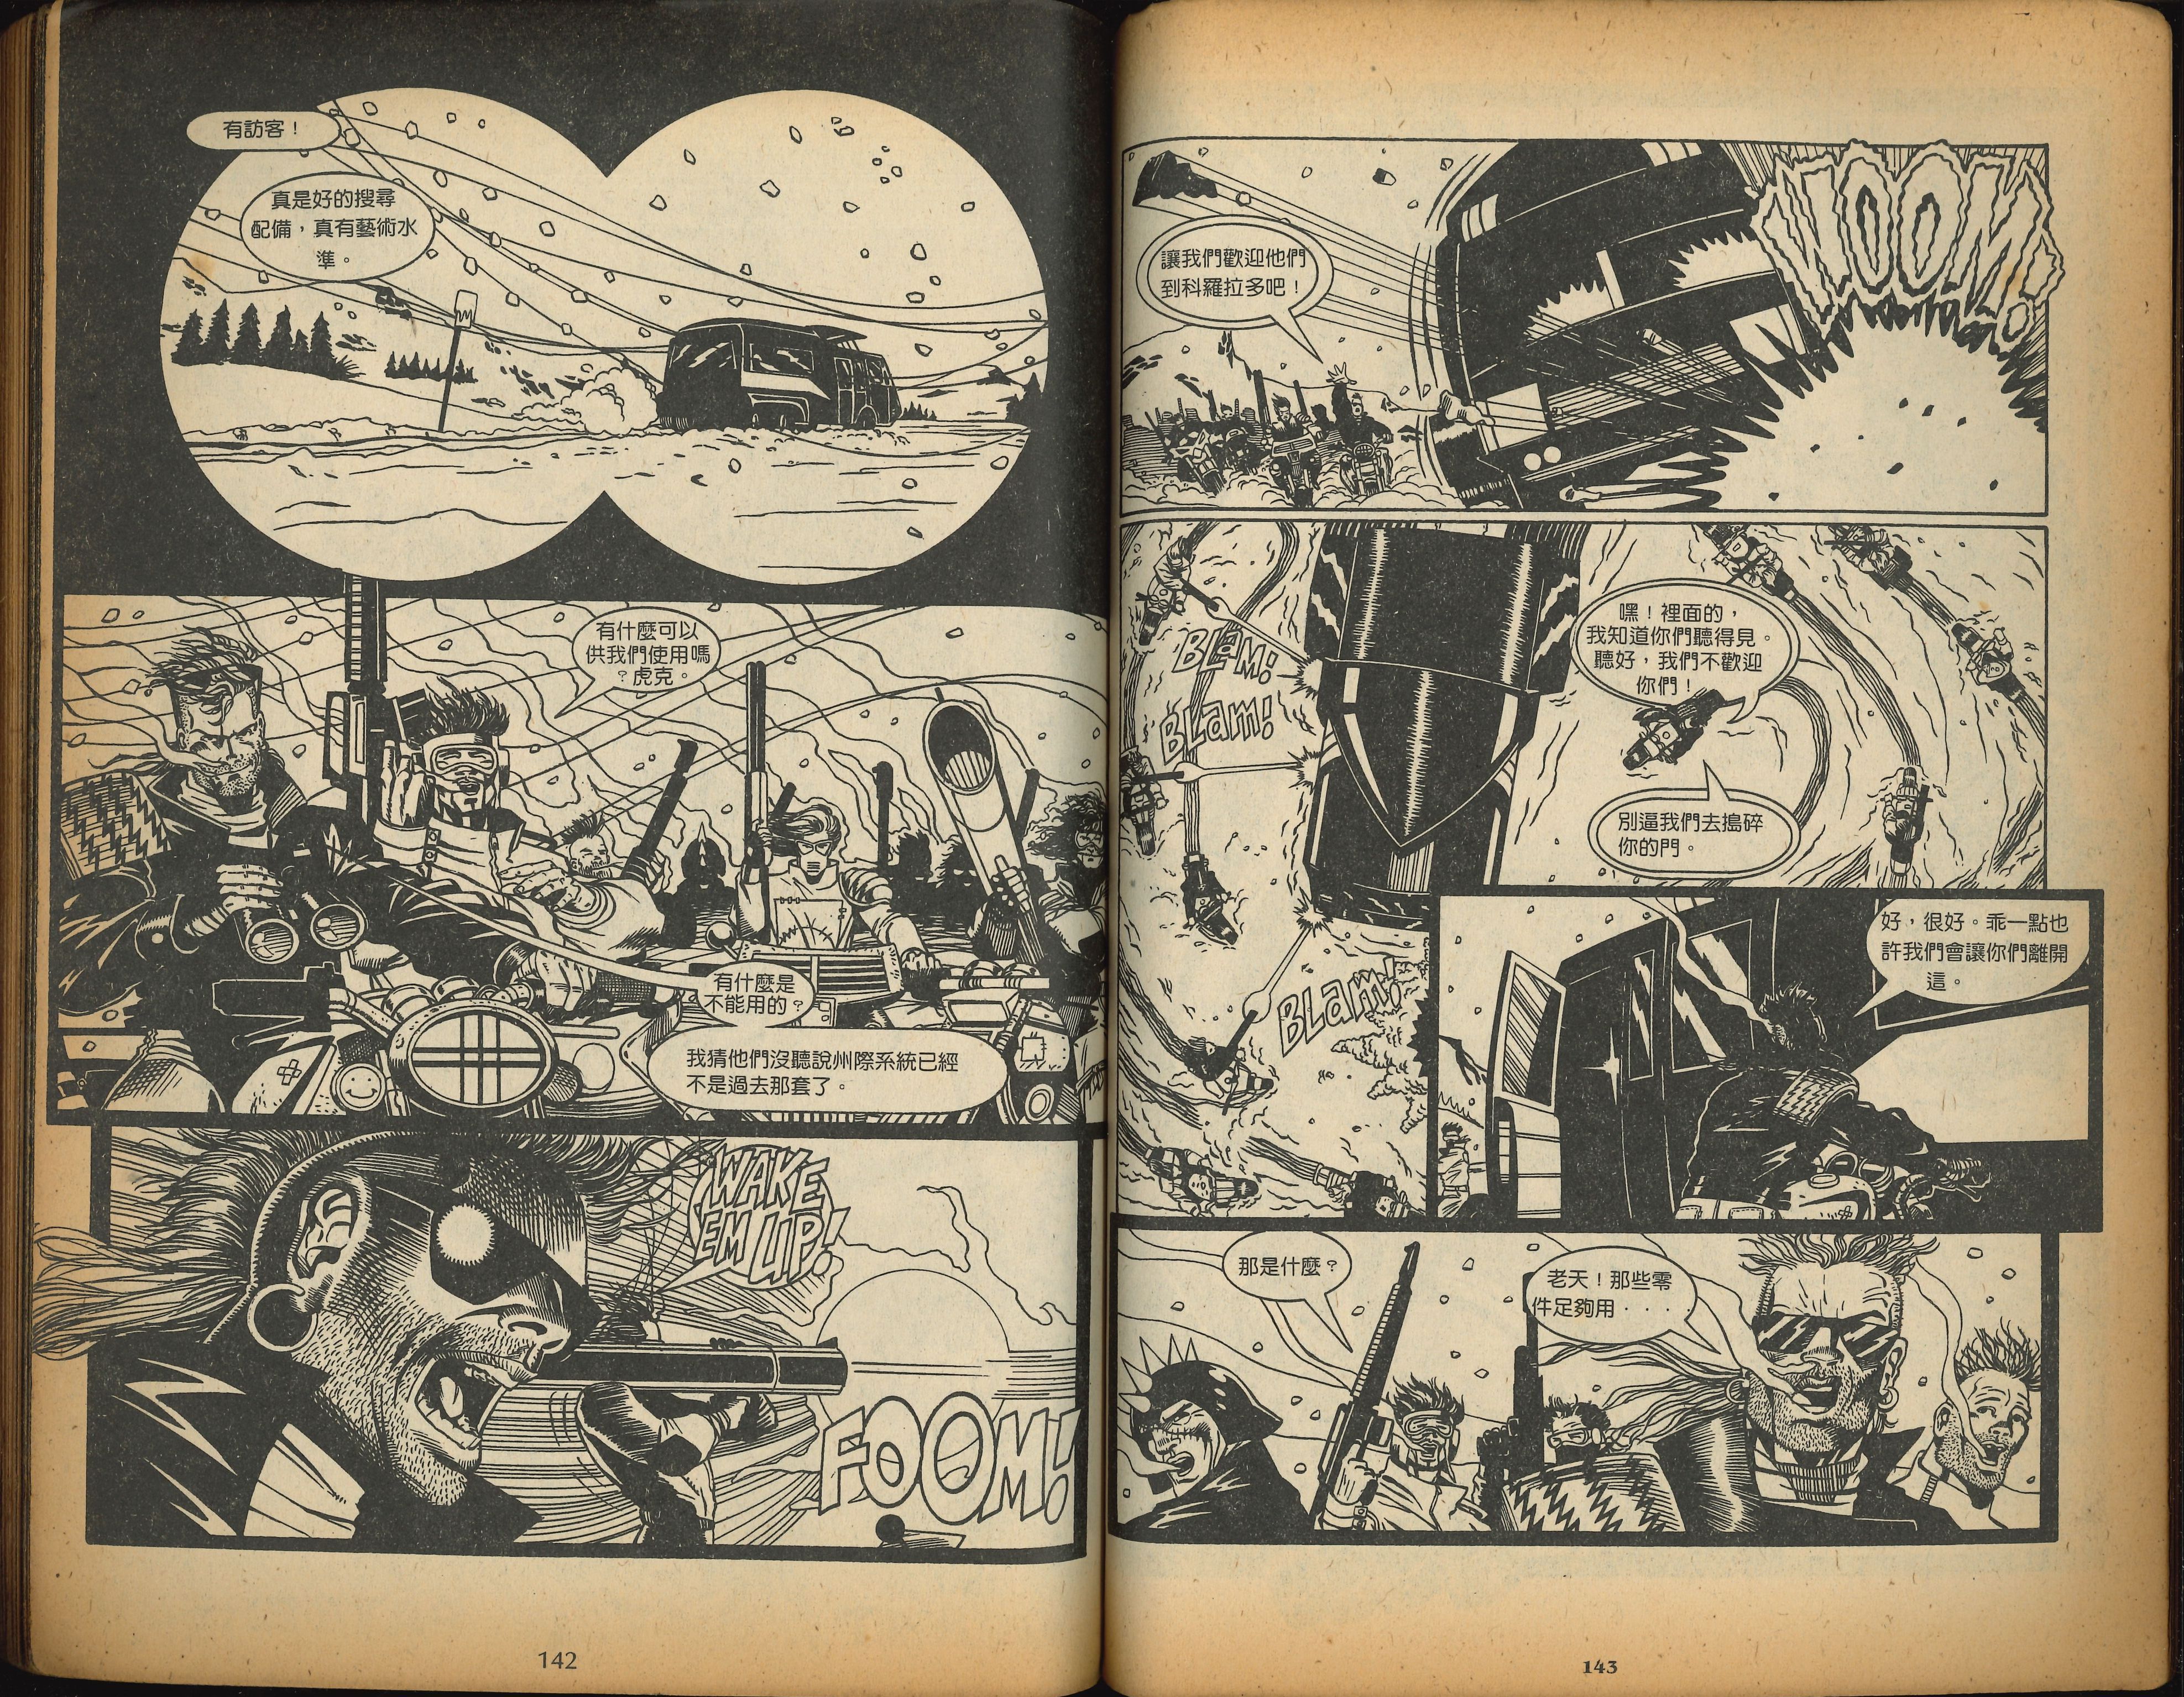 有訪客！
真是好的搜尋
配備，真有藝術水
準。
有什麼可以
供我們使用嗎
？虎克。
有什麼是
不能用的？
我猜他們沒聽說州際系統已經
不是過去那套了。
WAKE
'EM UP!
FOOM!
142
讓我們歡迎他們
到科羅拉多吧！
WOOM!
BLAM!
BLam!
嘿！裡面的，
我知道你們聽得見。
聽好，我們不歡迎
你們！
別逼我們去搗碎
你的門。
BLam!
好，很好。乖一點也
許我們會讓你們離開
這。
那是什麼？
老天！那些零
件足夠用・・・
143